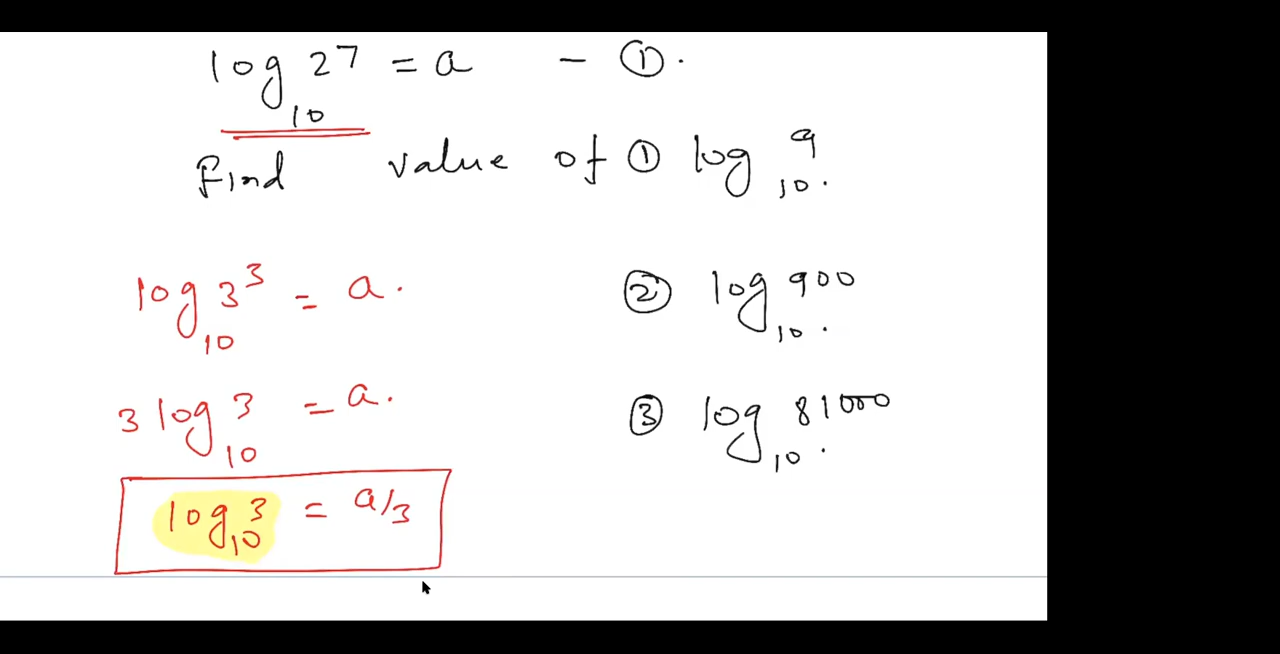 log₁₀ 27 = a – ①.
Find value of ① log₁₀ 9.
log₁₀ 3³ = a.
② log₁₀ 900.
3 log₁₀ 3 = a.
③ log₁₀ 81000.
log₁₀ 3 = a/3